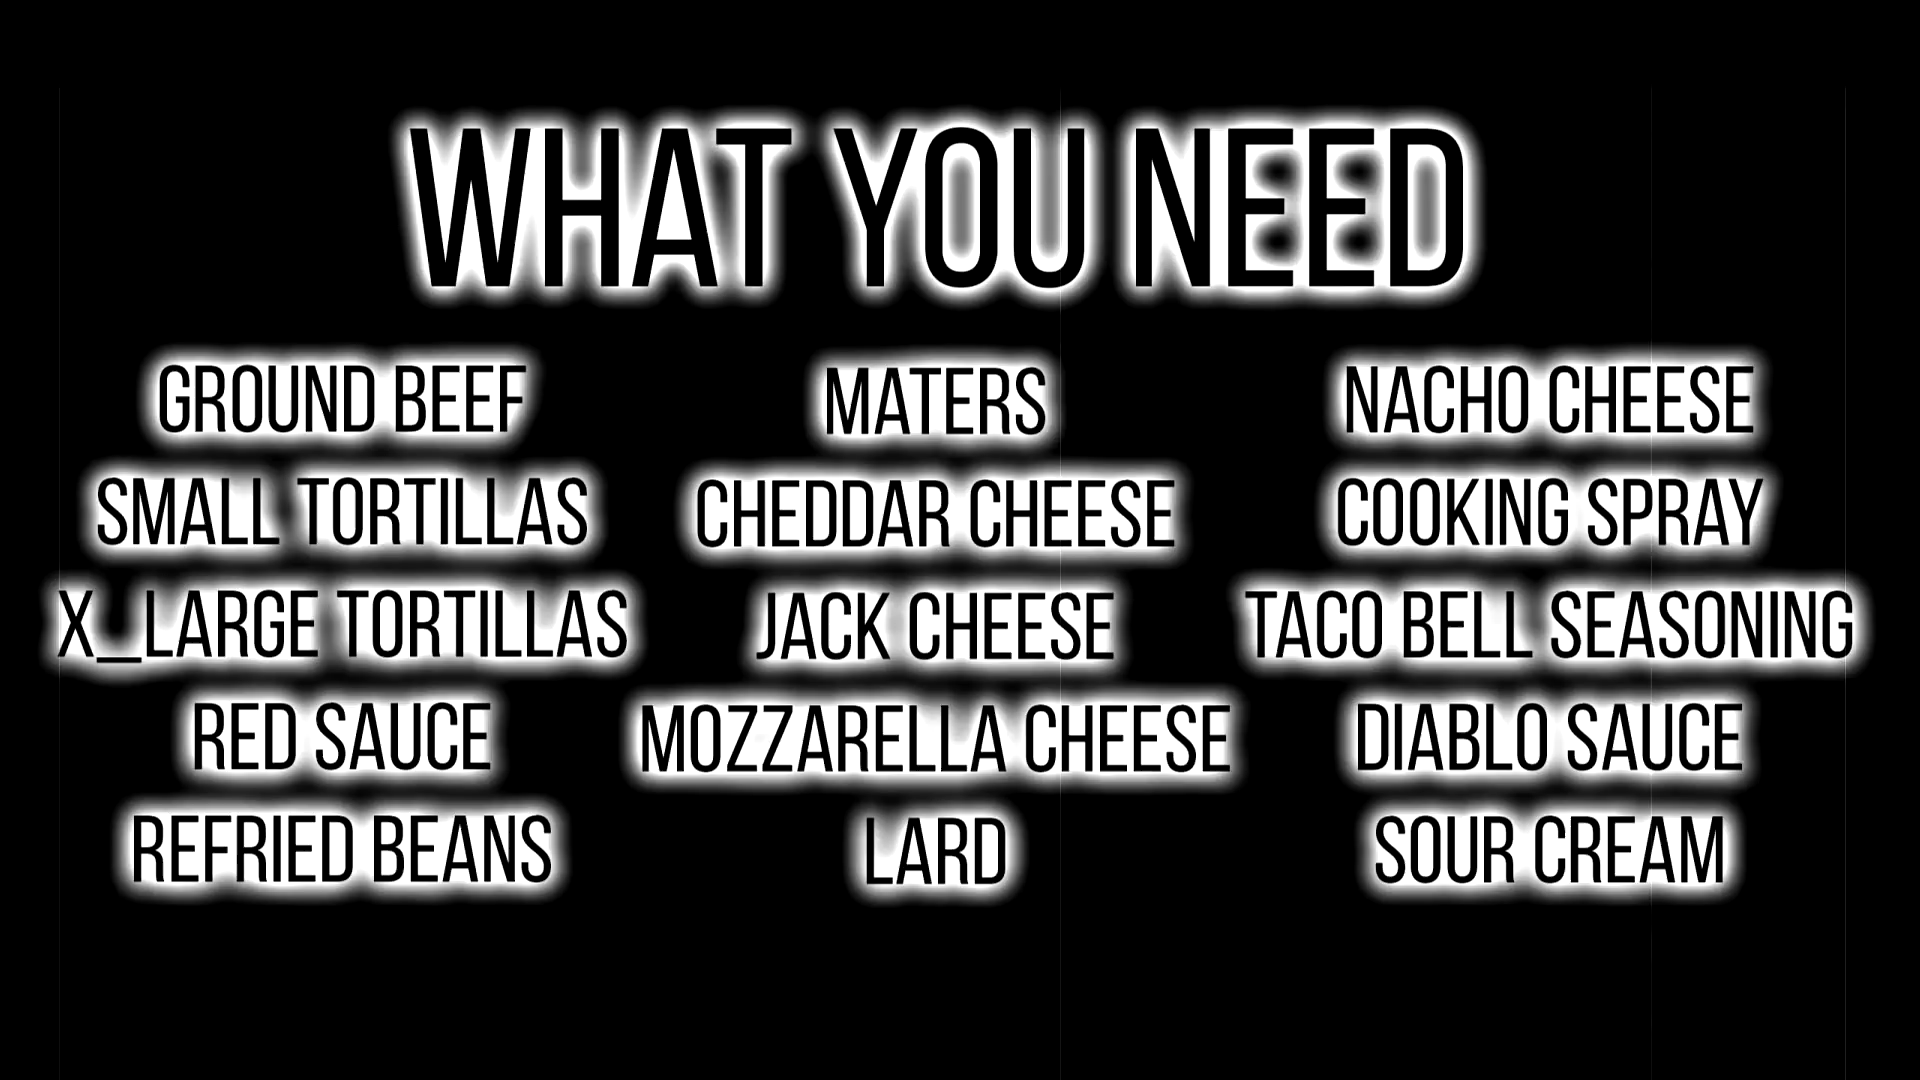 WHAT YOU NEED
GROUND BEEF
SMALL TORTILLAS
X_LARGE TORTILLAS
RED SAUCE
REFRIED BEANS
MATERS
CHEDDAR CHEESE
JACK CHEESE
MOZZARELLA CHEESE
LARD
NACHO CHEESE
COOKING SPRAY
TACO BELL SEASONING
DIABLO SAUCE
SOUR CREAM